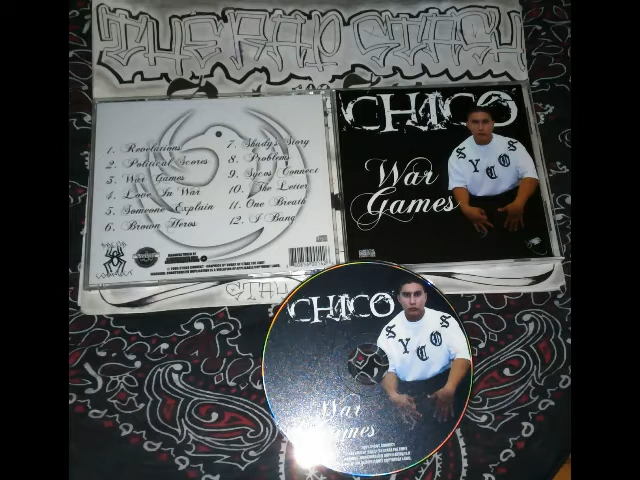 THE RAP STASH
CHICO
War
Games
SYCOS
1. Revelations
2. Political Scores
3. War Games
4. Love In War
5. Someone Explain
6. Brown Heros
7. Shady's Story
8. Problems
9. Sycos Connect
10. The Letter
11. One Breath
12. I Bang
CHICO
SYCOS
War
Games